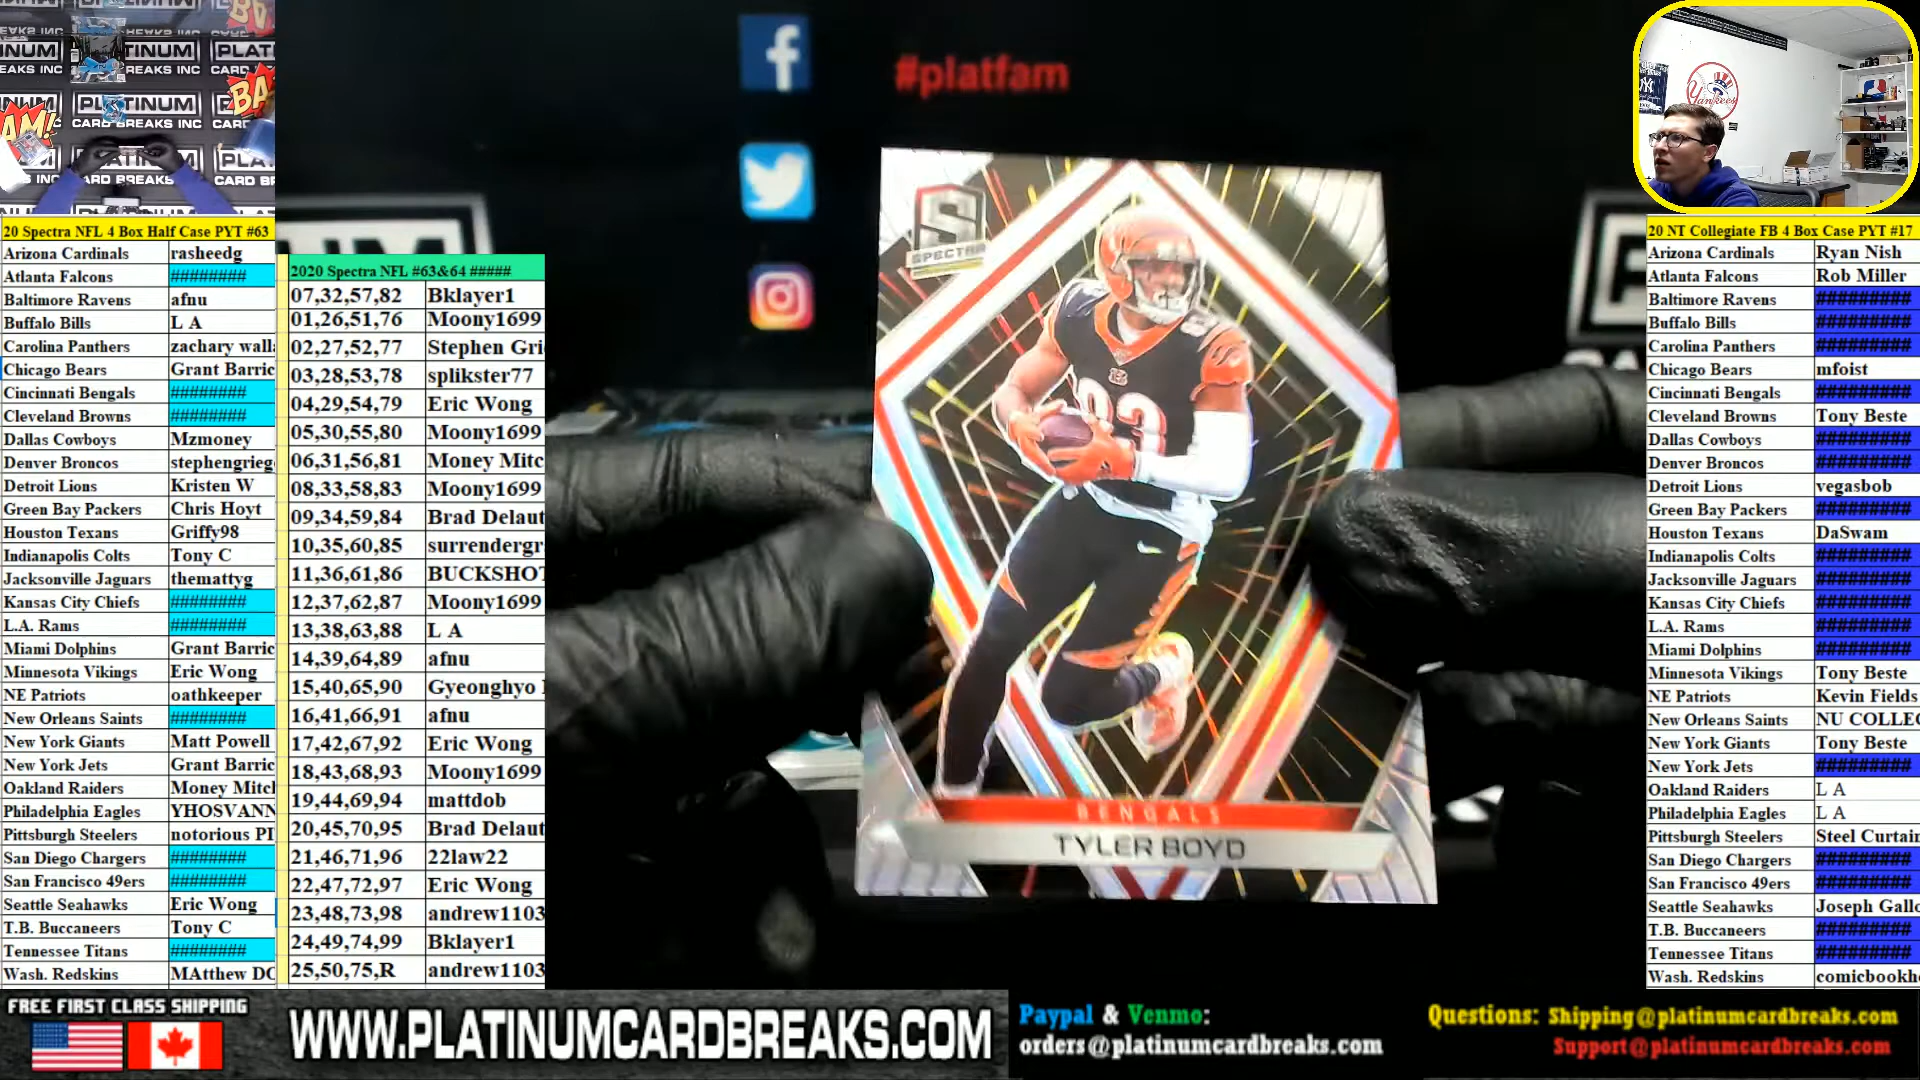 PLATINUM
CARD BREAKS INC
BAM!
#platfam
SPECTRA
BENGALS
TYLER BOYD
Yankees
20 Spectra NFL 4 Box Half Case PYT #63
Arizona Cardinals rasheedg
Atlanta Falcons ########
Baltimore Ravens afnu
Buffalo Bills L A
Carolina Panthers zachary wall
Chicago Bears Grant Barric
Cincinnati Bengals ########
Cleveland Browns ########
Dallas Cowboys Mzmoney
Denver Broncos stephengrieg
Detroit Lions Kristen W
Green Bay Packers Chris Hoyt
Houston Texans Griffy98
Indianapolis Colts Tony C
Jacksonville Jaguars themattyg
Kansas City Chiefs ########
L.A. Rams ########
Miami Dolphins Grant Barric
Minnesota Vikings Eric Wong
NE Patriots oathkeeper
New Orleans Saints ########
New York Giants Matt Powell
New York Jets Grant Barric
Oakland Raiders Money Mitcl
Philadelphia Eagles YHOSVANN
Pittsburgh Steelers notorious PI
San Diego Chargers ########
San Francisco 49ers ########
Seattle Seahawks Eric Wong
T.B. Buccaneers Tony C
Tennessee Titans ########
Wash. Redskins MAtthew DC
2020 Spectra NFL #63&64 #####
07,32,57,82 Bklayer1
01,26,51,76 Moony1699
02,27,52,77 Stephen Gri
03,28,53,78 splikster77
04,29,54,79 Eric Wong
05,30,55,80 Moony1699
06,31,56,81 Money Mitc
08,33,58,83 Moony1699
09,34,59,84 Brad Delaut
10,35,60,85 surrendergr
11,36,61,86 BUCKSHOT
12,37,62,87 Moony1699
13,38,63,88 L A
14,39,64,89 afnu
15,40,65,90 Gyeonghyo
16,41,66,91 afnu
17,42,67,92 Eric Wong
18,43,68,93 Moony1699
19,44,69,94 mattdob
20,45,70,95 Brad Delaut
21,46,71,96 22law22
22,47,72,97 Eric Wong
23,48,73,98 andrew1103
24,49,74,99 Bklayer1
25,50,75,R andrew1103
20 NT Collegiate FB 4 Box Case PYT #17
Arizona Cardinals Ryan Nish
Atlanta Falcons Rob Miller
Baltimore Ravens #########
Buffalo Bills #########
Carolina Panthers #########
Chicago Bears mfoist
Cincinnati Bengals #########
Cleveland Browns Tony Beste
Dallas Cowboys #########
Denver Broncos #########
Detroit Lions vegasbob
Green Bay Packers #########
Houston Texans DaSwam
Indianapolis Colts #########
Jacksonville Jaguars #########
Kansas City Chiefs #########
L.A. Rams #########
Miami Dolphins #########
Minnesota Vikings Tony Beste
NE Patriots Kevin Fields
New Orleans Saints NU COLLEC
New York Giants Tony Beste
New York Jets #########
Oakland Raiders L A
Philadelphia Eagles L A
Pittsburgh Steelers Steel Curtain
San Diego Chargers #########
San Francisco 49ers #########
Seattle Seahawks Joseph Gallo
T.B. Buccaneers #########
Tennessee Titans #########
Wash. Redskins comicbookh
FREE FIRST CLASS SHIPPING
WWW.PLATINUMCARDBREAKS.COM
Paypal & Venmo:
orders@platinumcardbreaks.com
Questions: Shipping@platinumcardbreaks.com
Support@platinumcardbreaks.com